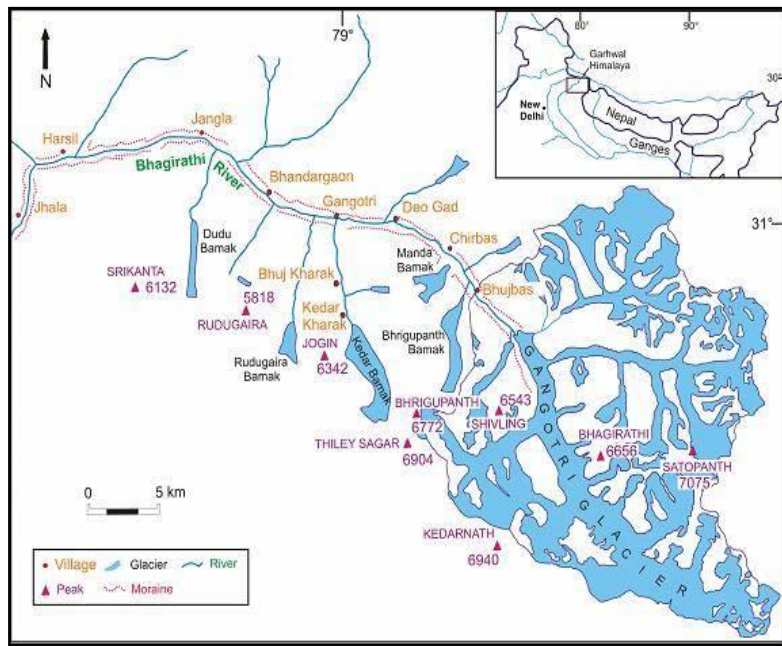 79°
80°
90°
N
Garhwal
Himalaya
30°
New
Delhi
Nepal
Ganges
Jangla
Harsil
Bhagirathi
River
Bhandargaon
Jhala
Gangotri
Deo Gad
31°
Dudu
Bamak
Manda
Bamak
Chirbas
SRIKANTA
6132
Bhuj Kharak
Bhujbas
5818
RUDUGAIRA
Kedar
Kharak
Rudugaira
Bamak
JOGIN
6342
Kedar Bamak
Bhrigupanth
Bamak
GANGOTRI GLACIER
BHRIGUPANTH
6772
6543
SHIVLING
THILEY SAGAR
6904
BHAGIRATHI
6656
SATOPANTH
7075
0 5 km
KEDARNATH
6940
Village Glacier River
Peak Moraine